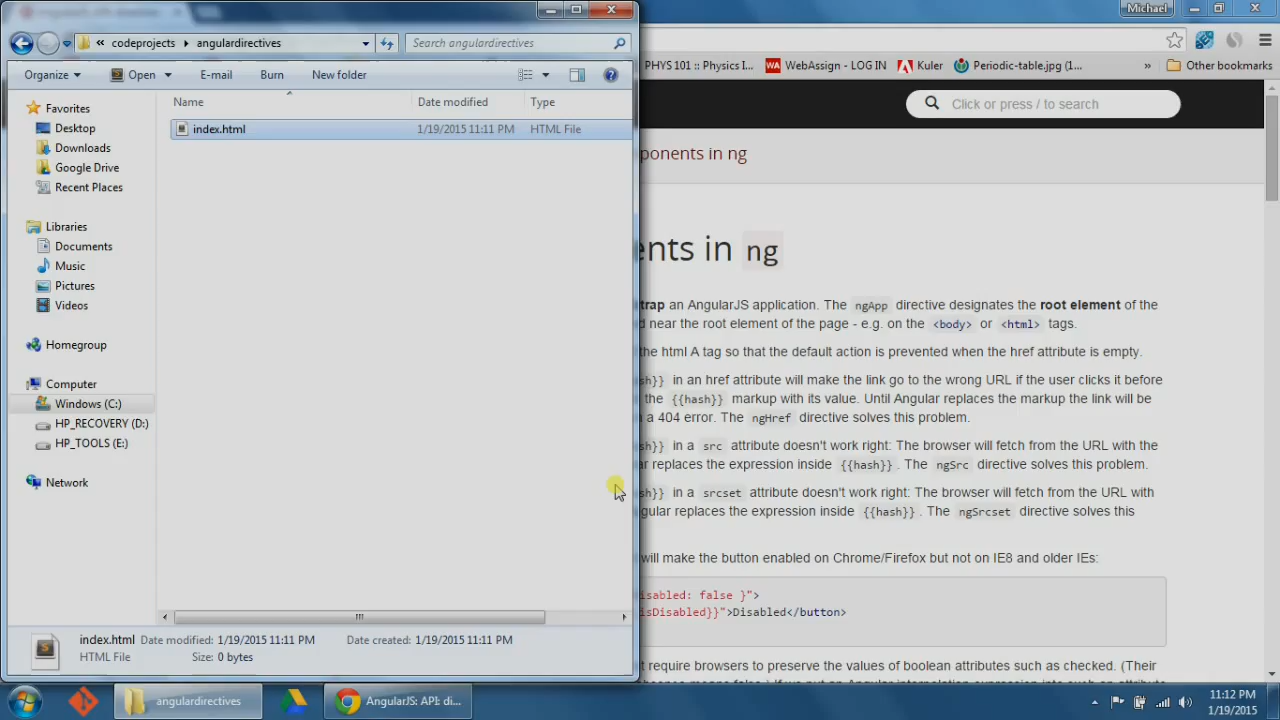 Michael
« codeprojects ▸ angulardirectives
Search angulardirectives
Organize
Open
E-mail
Burn
New folder
PHYS 101 :: Physics I...
WebAssign - LOG IN
Kuler
Periodic-table.jpg (1...
»
Other bookmarks
Name
Date modified
Type
index.html
1/19/2015 11:11 PM
HTML File
Favorites
Desktop
Downloads
Google Drive
Recent Places
Libraries
Documents
Music
Pictures
Videos
Homegroup
Computer
Windows (C:)
HP_RECOVERY (D:)
HP_TOOLS (E:)
Network
Click or press / to search
ponents in ng
ents in ng
trap an AngularJS application. The ngApp directive designates the root element of the
d near the root element of the page - e.g. on the <body> or <html> tags.
the html A tag so that the default action is prevented when the href attribute is empty.
sh}} in an href attribute will make the link go to the wrong URL if the user clicks it before
the {{hash}} markup with its value. Until Angular replaces the markup the link will be
n a 404 error. The ngHref directive solves this problem.
sh}} in a src attribute doesn't work right: The browser will fetch from the URL with the
ar replaces the expression inside {{hash}}. The ngSrc directive solves this problem.
sh}} in a srcset attribute doesn't work right: The browser will fetch from the URL with
gular replaces the expression inside {{hash}}. The ngSrcset directive solves this
will make the button enabled on Chrome/Firefox but not on IE8 and older IEs:
isabled: false }">
isDisabled}}">Disabled</button>
t require browsers to preserve the values of boolean attributes such as checked. (Their
index.html Date modified: 1/19/2015 11:11 PM Date created: 1/19/2015 11:11 PM
HTML File Size: 0 bytes
angulardirectives
AngularJS: API: di...
11:12 PM
1/19/2015